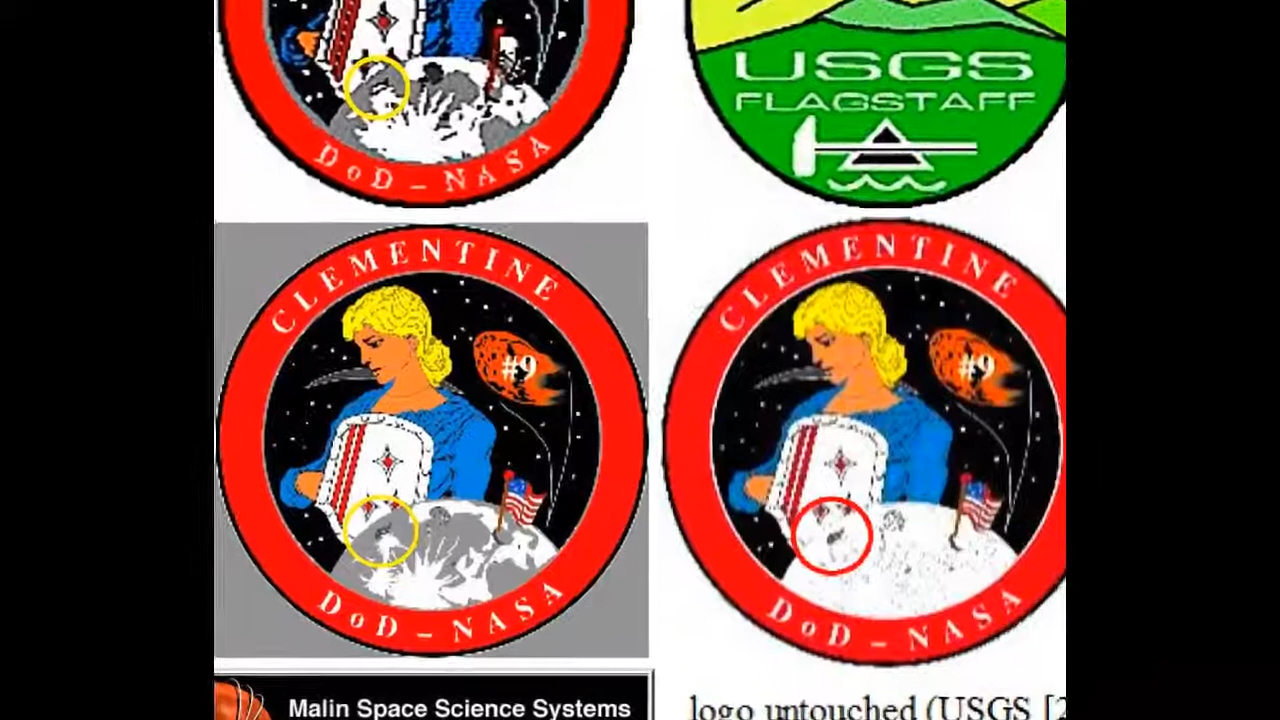 DoD – NASA
USGS
FLAGSTAFF
CLEMENTINE
#9
DoD – NASA
CLEMENTINE
#9
DoD – NASA
Malin Space Science Systems
logo untouched (USGS [2